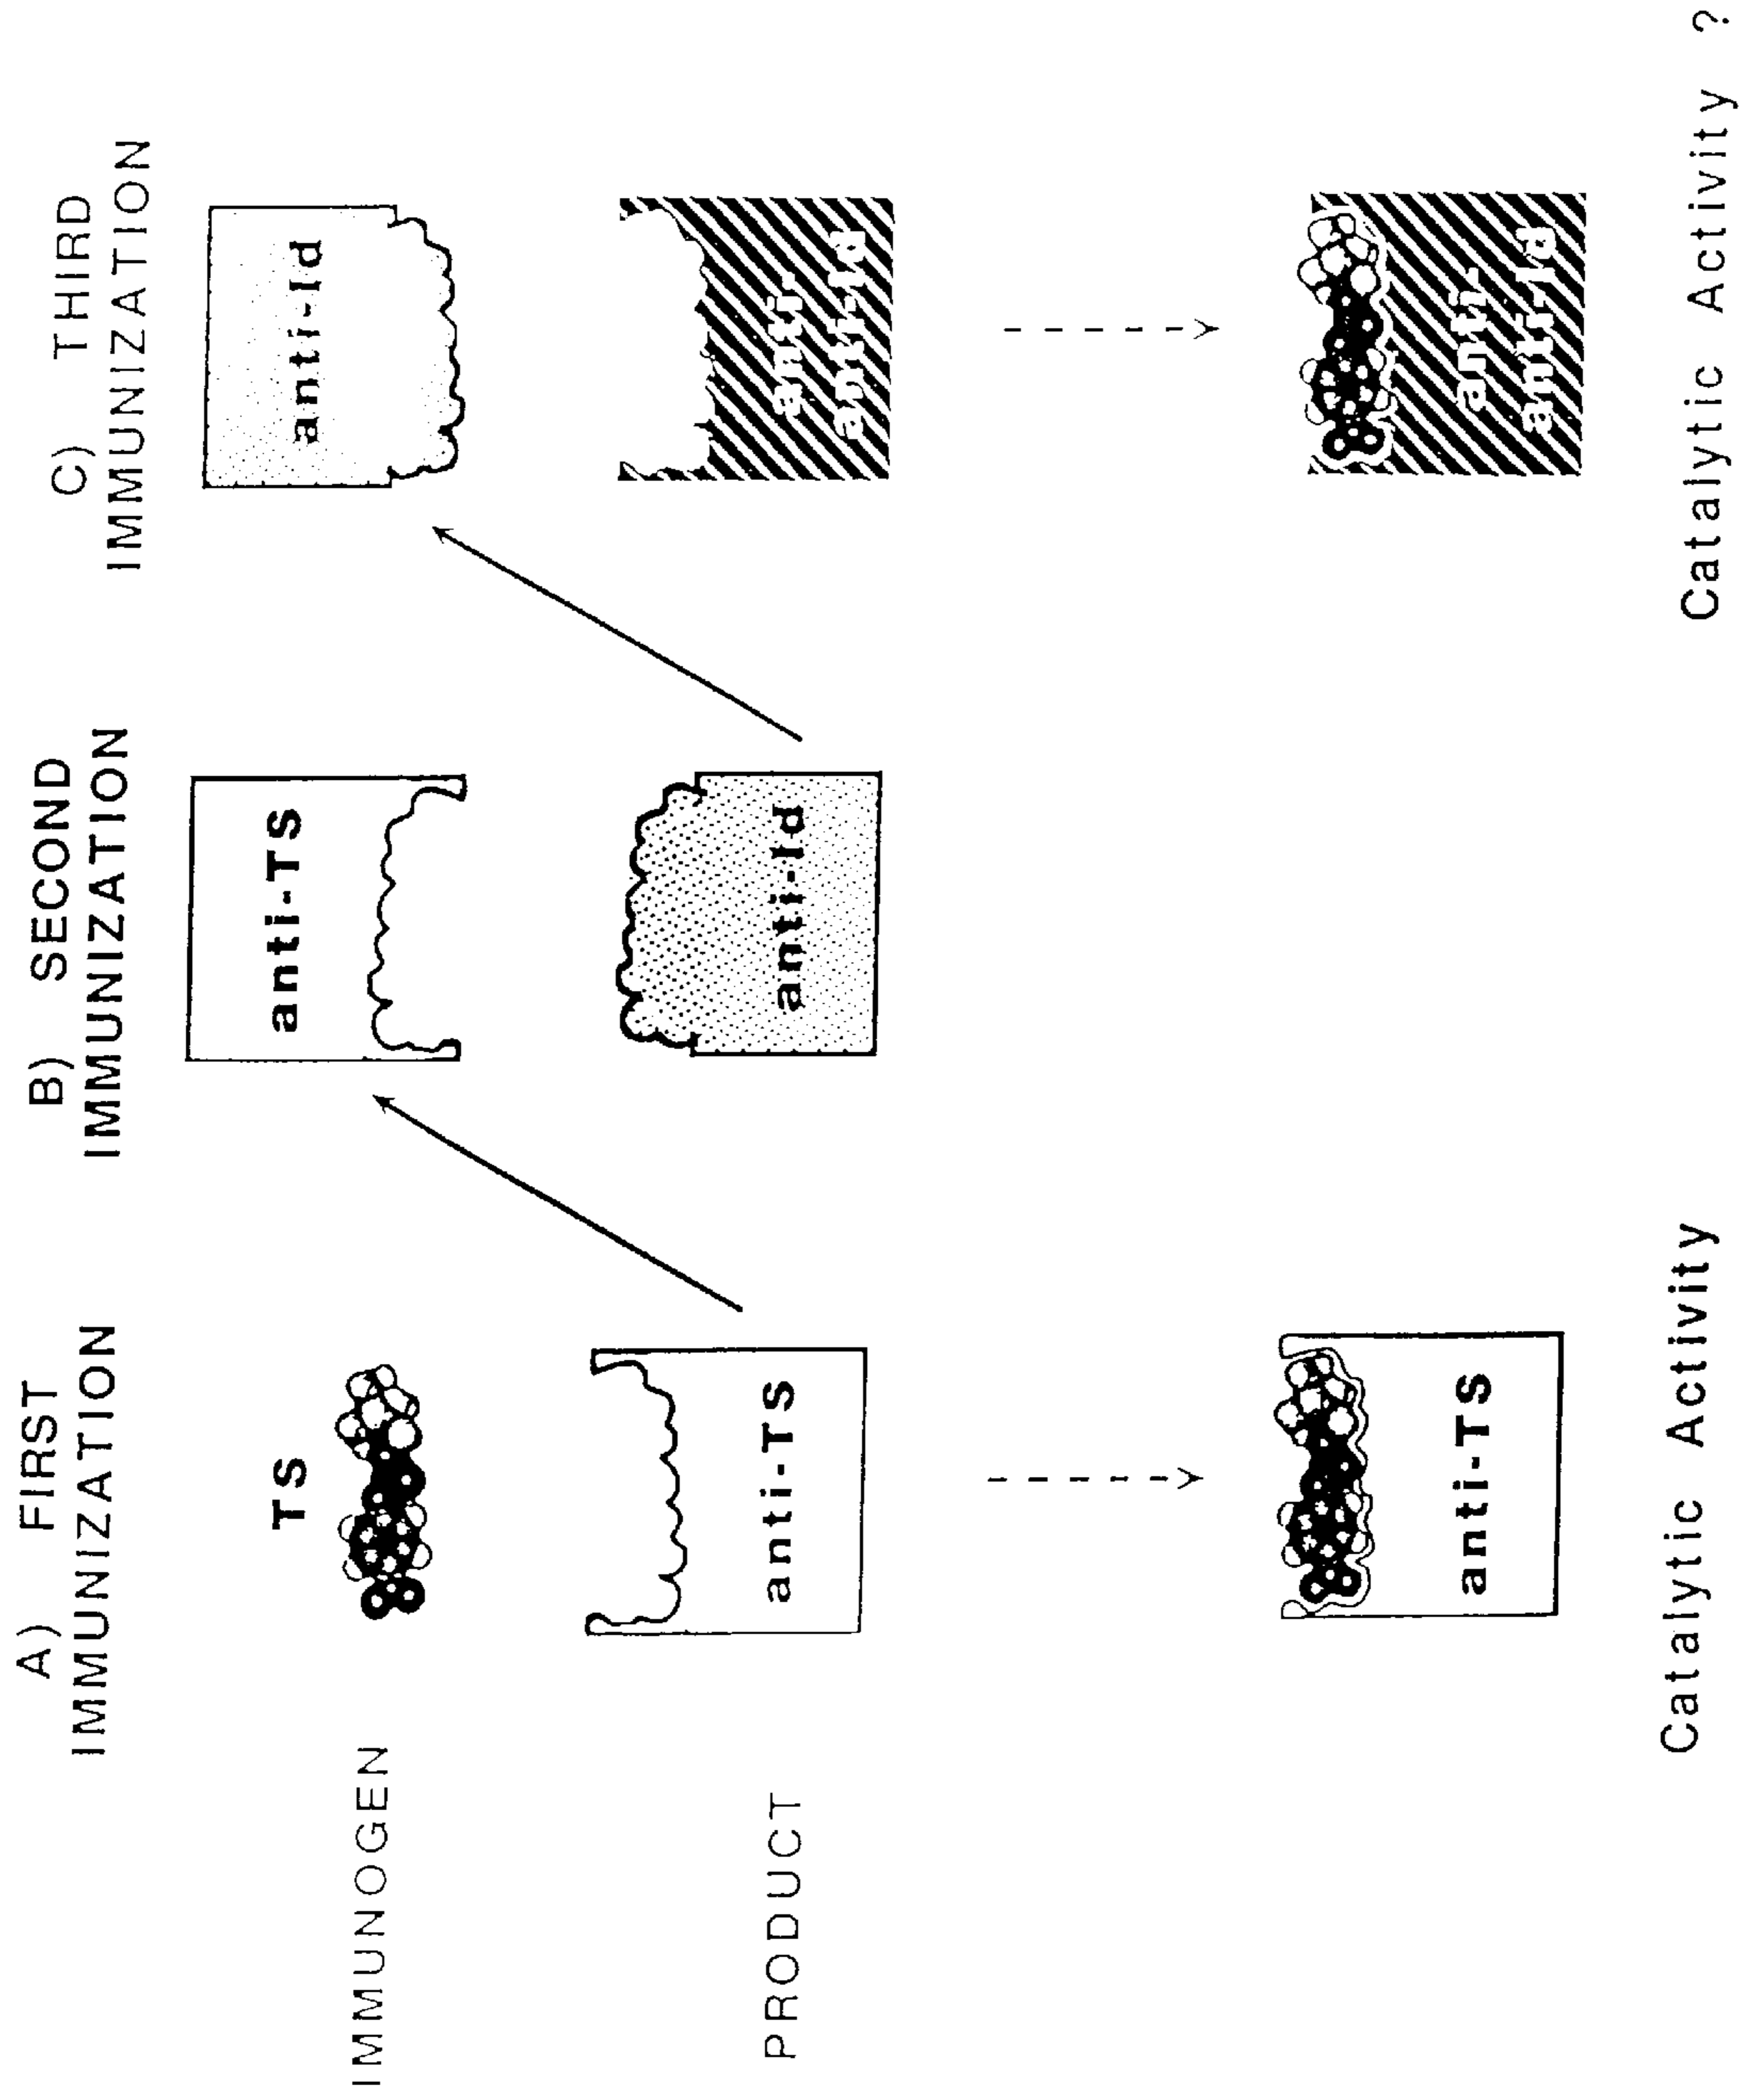 A) FIRST
IMMUNIZATION
B) SECOND
IMMUNIZATION
C) THIRD
IMMUNIZATION
IMMUNOGEN
TS
anti-TS
anti-Id
PRODUCT
anti-TS
anti-Id
anti-
anti-Id
anti-TS
anti-
anti-Id
Catalytic Activity
Catalytic Activity ?